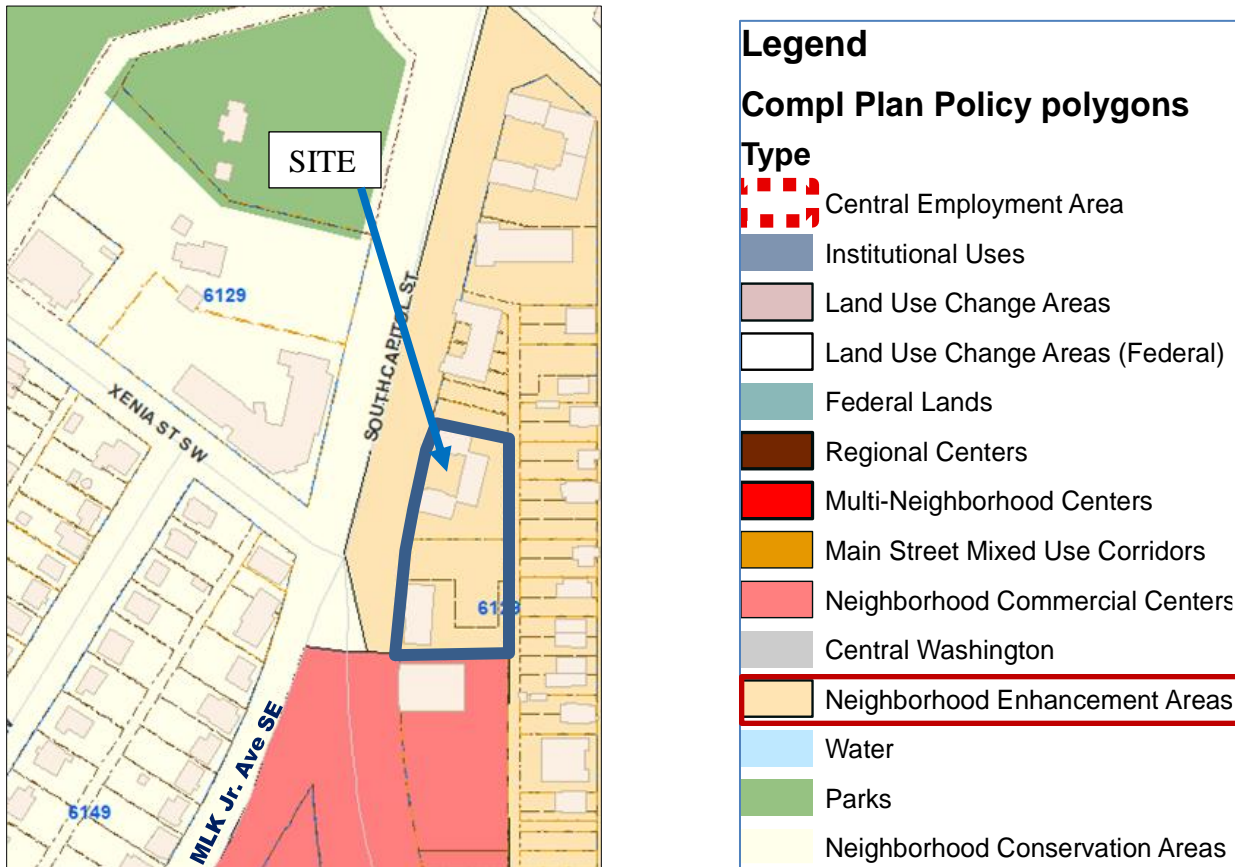 SITE
6129
SOUTH CAPITOL ST
XENIA ST SW
MLK Jr. Ave SE
6149
Legend
Compl Plan Policy polygons
Type
Central Employment Area
Institutional Uses
Land Use Change Areas
Land Use Change Areas (Federal)
Federal Lands
Regional Centers
Multi-Neighborhood Centers
Main Street Mixed Use Corridors
Neighborhood Commercial Centers
Central Washington
Neighborhood Enhancement Areas
Water
Parks
Neighborhood Conservation Areas